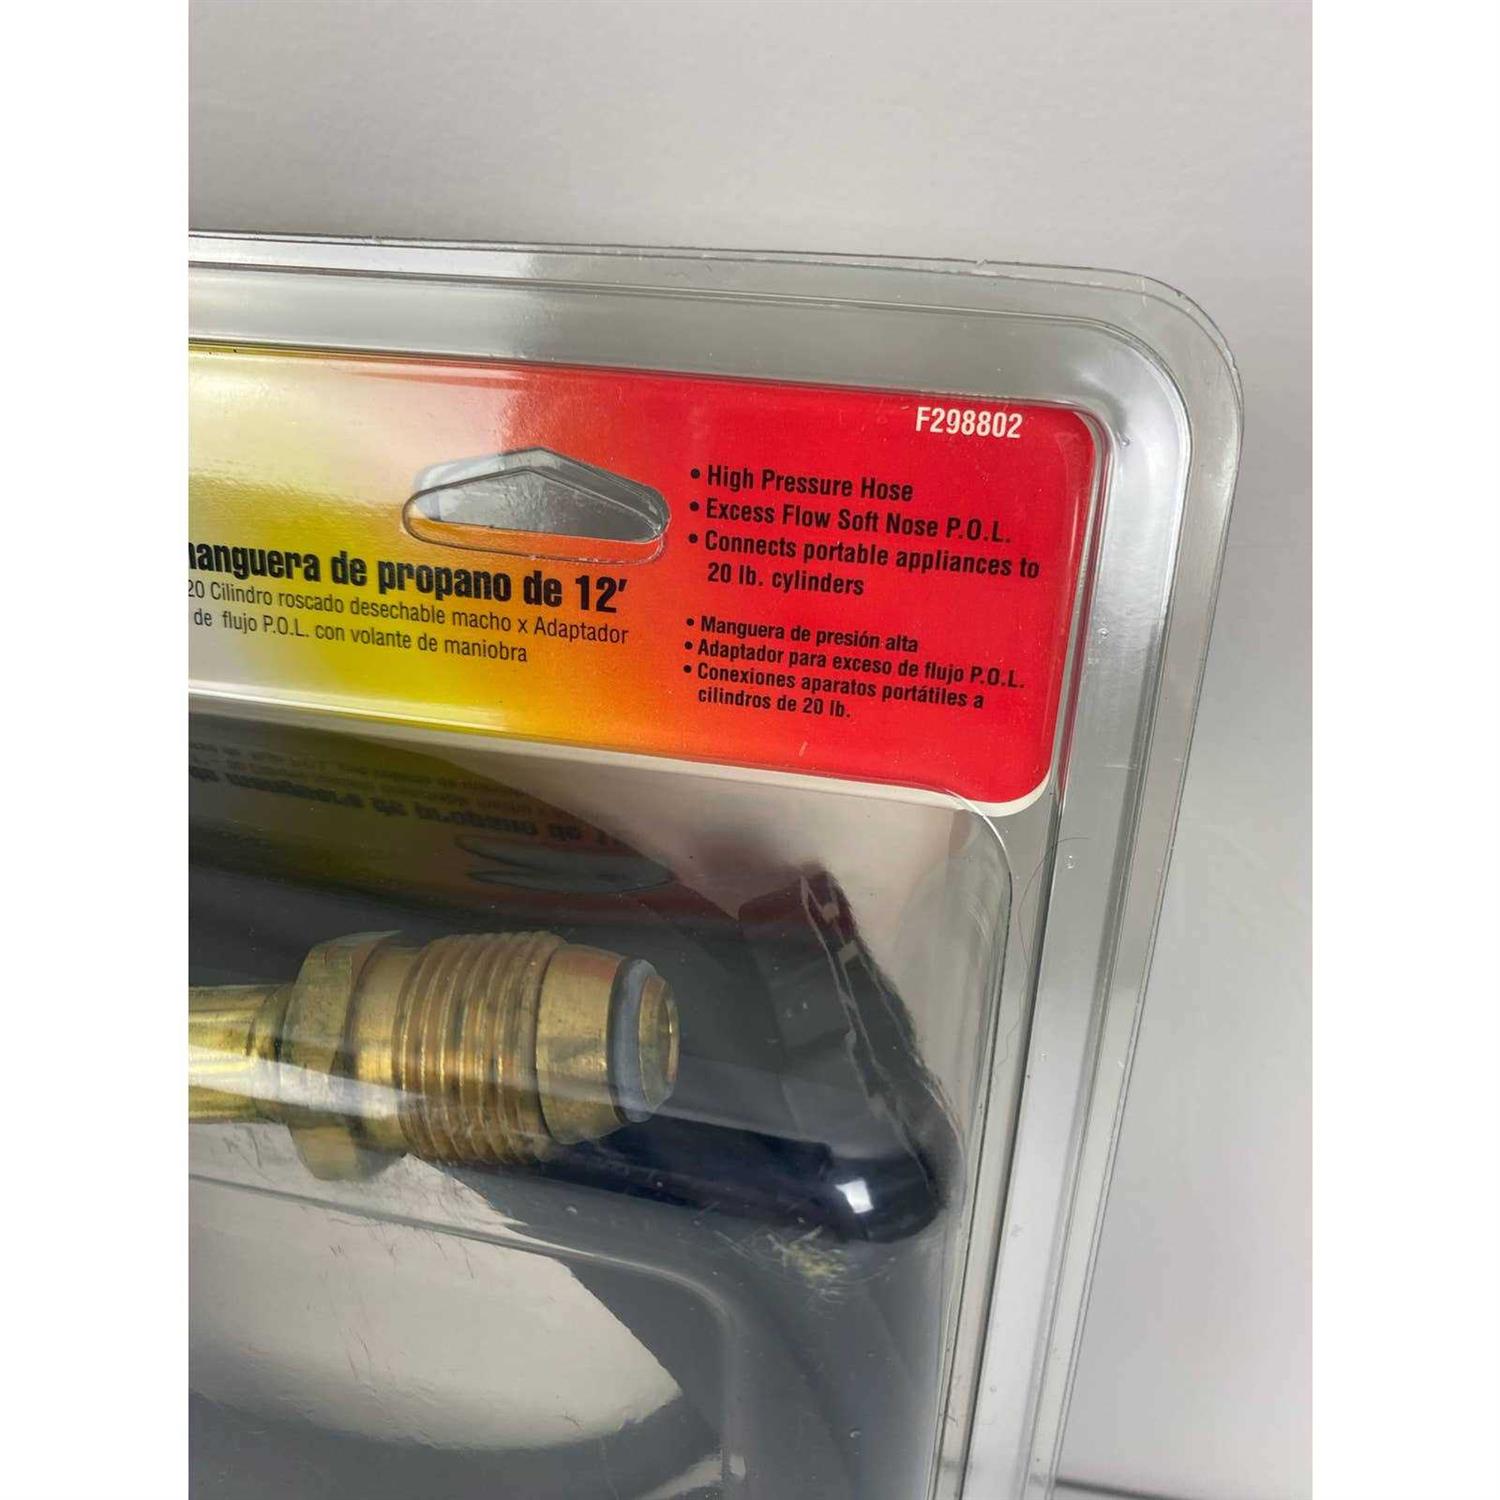 F298802
• High Pressure Hose
• Excess Flow Soft Nose P.O.L.
• Connects portable appliances to
20 lb. cylinders
anguera de propano de 12'
20 Cilindro roscado desechable macho x Adaptador
de flujo P.O.L. con volante de maniobra
• Manguera de presión alta
• Adaptador para exceso de flujo P.O.L.
• Conexiones aparatos portátiles a
cilindros de 20 lb.